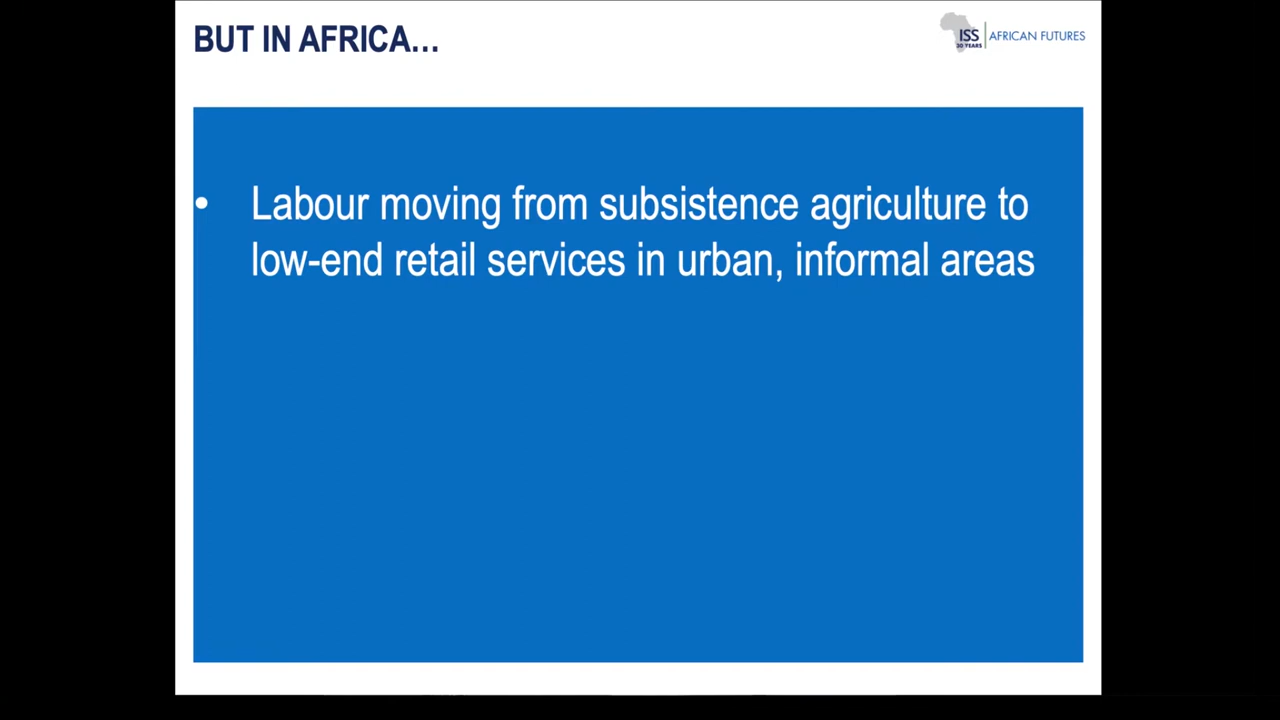 BUT IN AFRICA...
ISS
30 YEARS
AFRICAN FUTURES
• Labour moving from subsistence agriculture to
low-end retail services in urban, informal areas